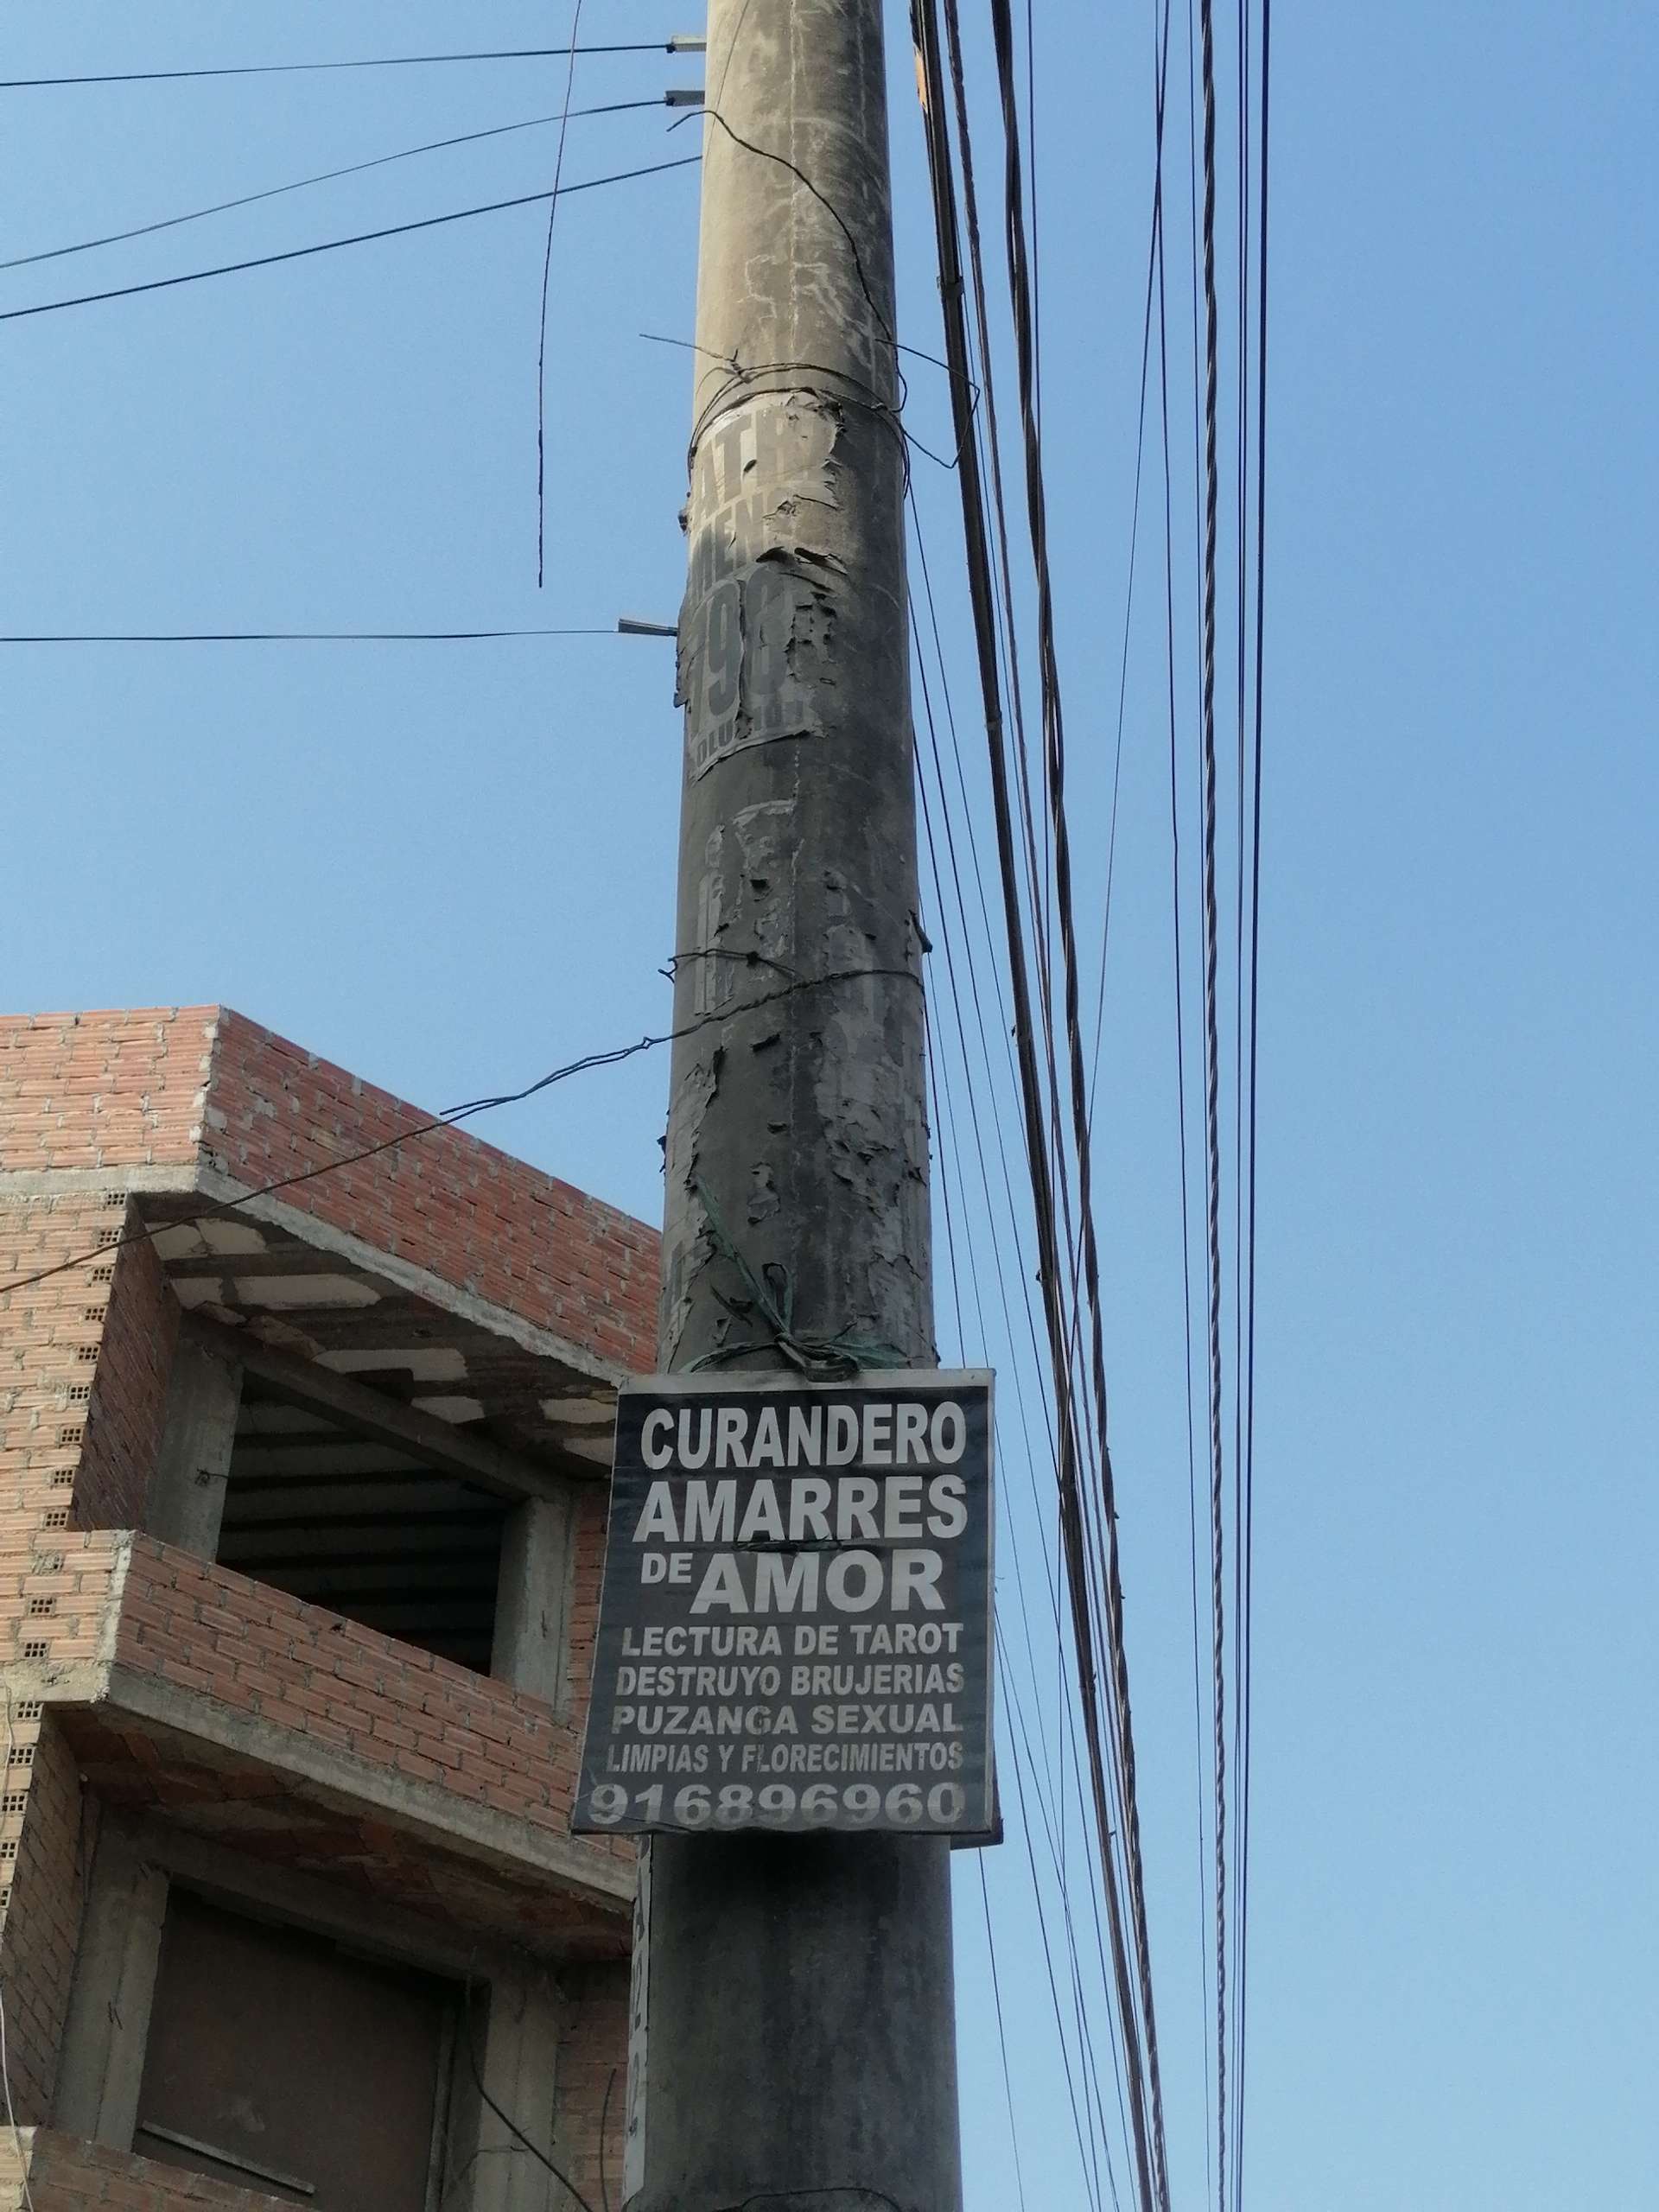 CURANDERO
AMARRES
DE AMOR
LECTURA DE TAROT
DESTRUYO BRUJERIAS
PUZANGA SEXUAL
LIMPIAS Y FLORECIMIENTOS
916896960